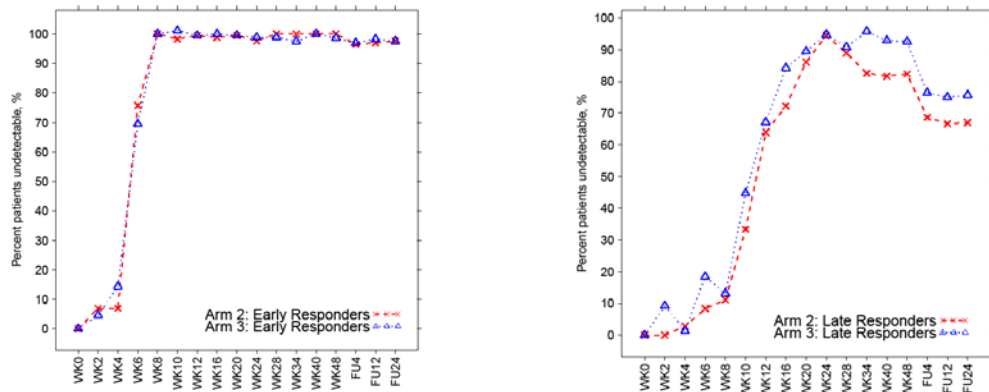 Percent patients undetectable, %
100
90
80
70
60
50
40
30
20
10
0
Arm 2: Early Responders
Arm 3: Early Responders
WK0
WK2
WK4
WK6
WK8
WK10
WK12
WK16
WK20
WK24
WK28
WK34
WK40
WK48
FU4
FU12
FU24
Percent patients undetectable, %
100
90
80
70
60
50
40
30
20
10
0
Arm 2: Late Responders
Arm 3: Late Responders
WK0
WK2
WK4
WK6
WK8
WK10
WK12
WK16
WK20
WK24
WK28
WK34
WK40
WK48
FU4
FU12
FU24